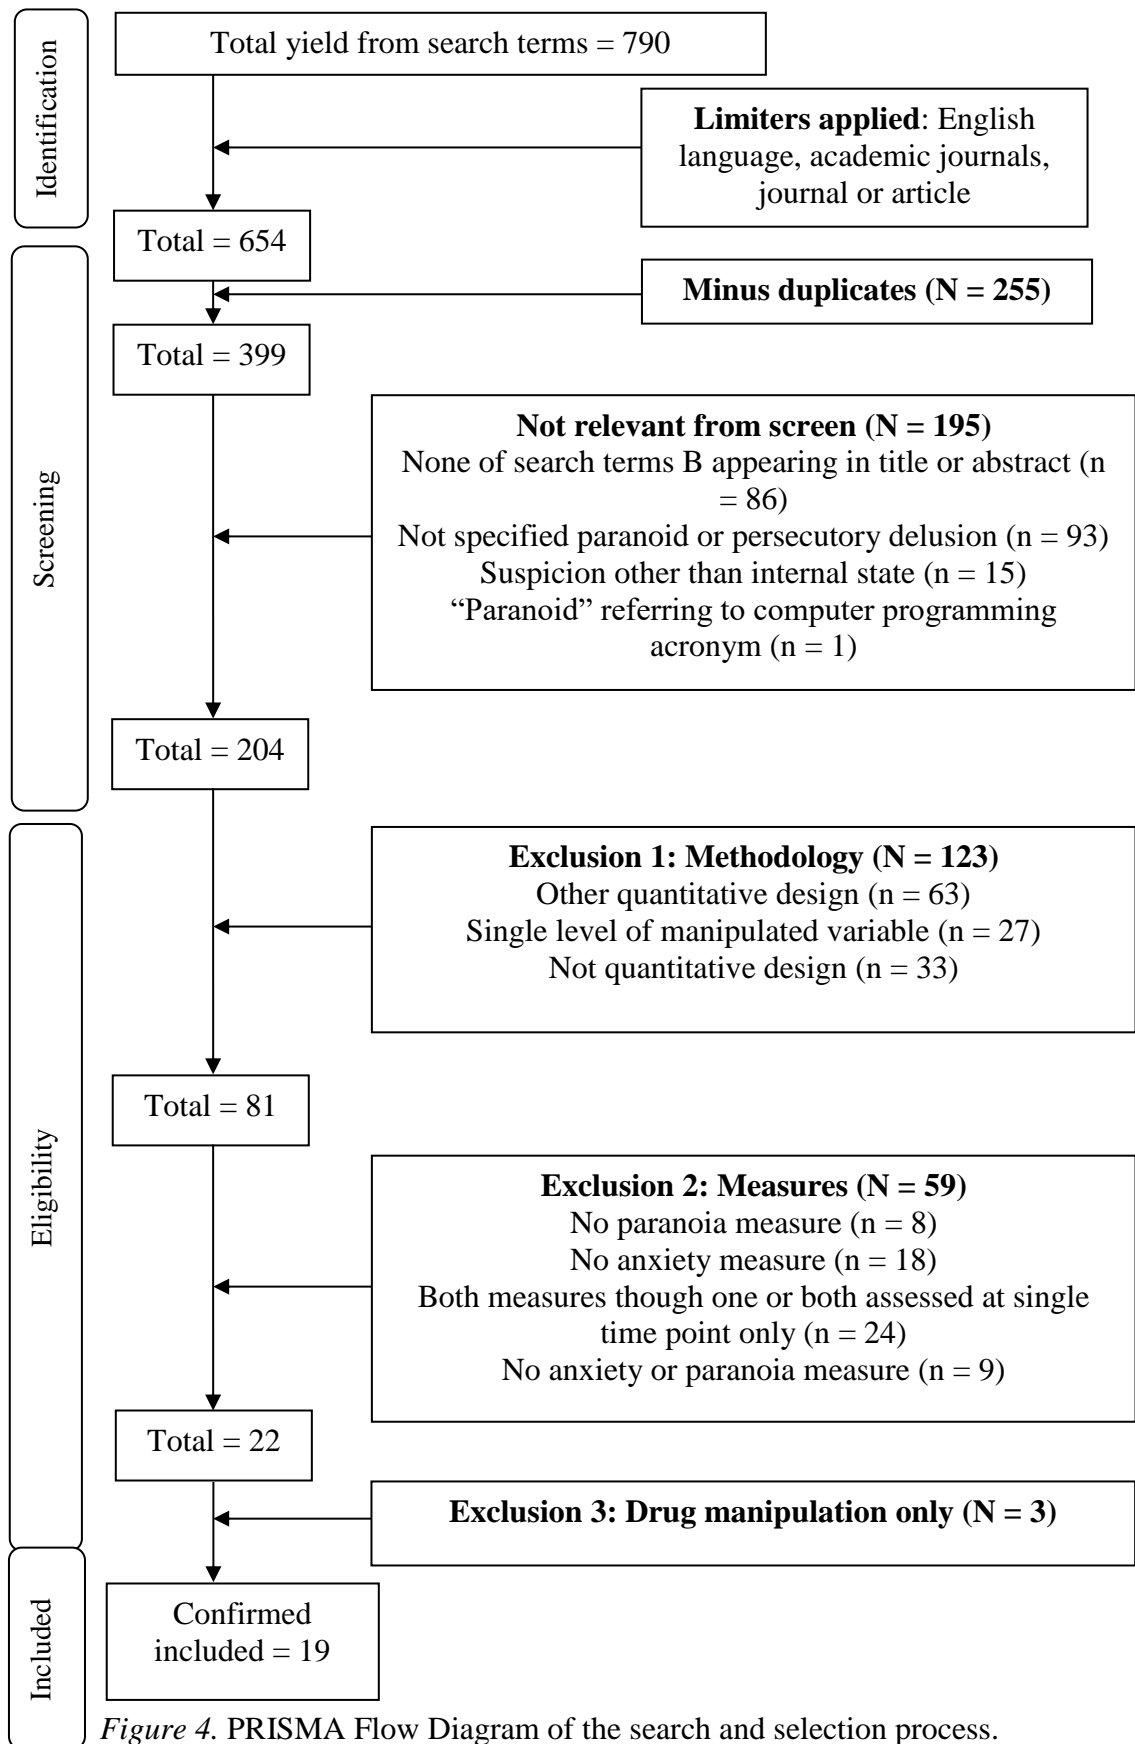 Identification
Total yield from search terms = 790
Limiters applied: English
language, academic journals,
journal or article
Total = 654
Screening
Minus duplicates (N = 255)
Total = 399
Not relevant from screen (N = 195)
None of search terms B appearing in title or abstract (n
= 86)
Not specified paranoid or persecutory delusion (n = 93)
Suspicion other than internal state (n = 15)
“Paranoid” referring to computer programming
acronym (n = 1)
Total = 204
Eligibility
Exclusion 1: Methodology (N = 123)
Other quantitative design (n = 63)
Single level of manipulated variable (n = 27)
Not quantitative design (n = 33)
Total = 81
Exclusion 2: Measures (N = 59)
No paranoia measure (n = 8)
No anxiety measure (n = 18)
Both measures though one or both assessed at single
time point only (n = 24)
No anxiety or paranoia measure (n = 9)
Total = 22
Exclusion 3: Drug manipulation only (N = 3)
Included
Confirmed
included = 19
Figure 4. PRISMA Flow Diagram of the search and selection process.